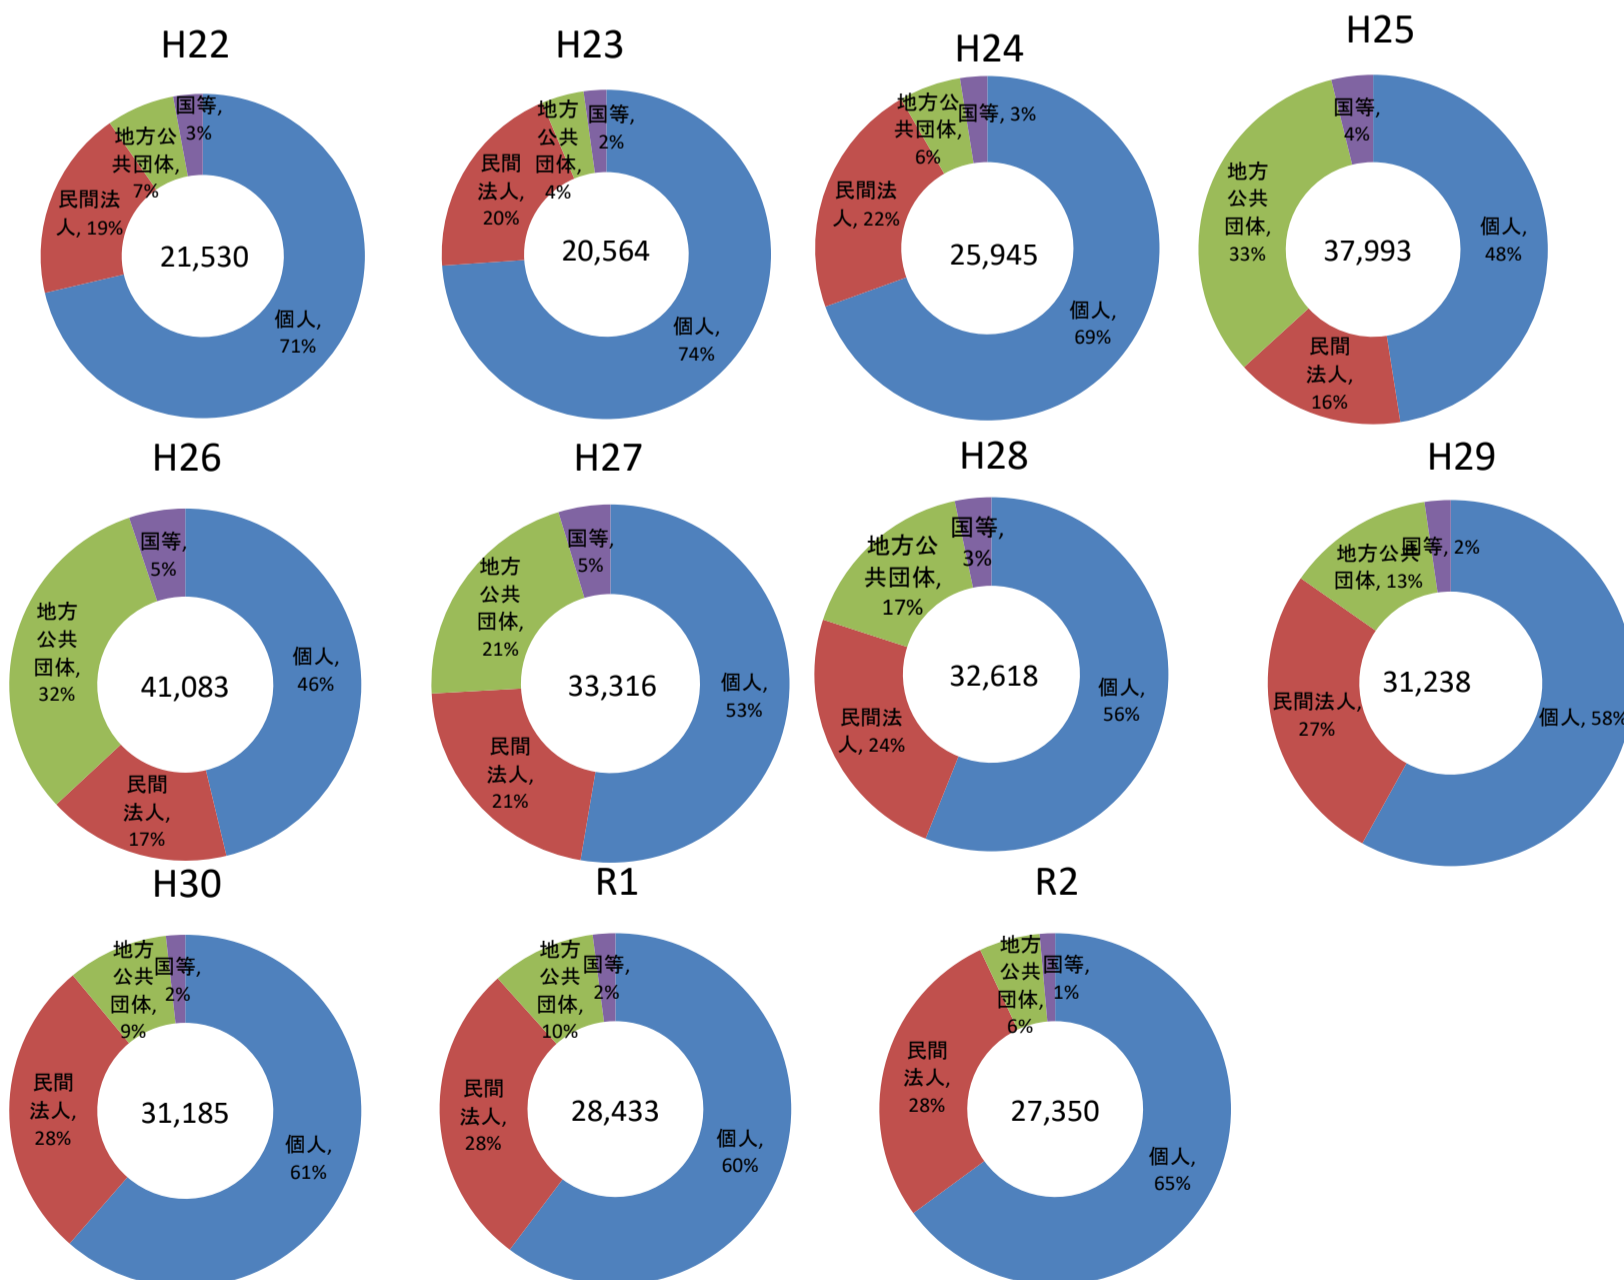 H22
国等,
3%
地方公
共団体,
7%
民間法
人, 19%
21,530
個人,
71%
H23
国等,
2%
地方
公共
団体,
4%
民間
法人,
20%
20,564
個人,
74%
H24
国等, 3%
地方公
共団体,
6%
民間法
人, 22%
25,945
個人,
69%
H25
国等,
4%
地方
公共
団体,
33%
37,993
個人,
48%
民間
法人,
16%
H26
国等,
5%
地方
公共
団体,
32%
41,083
個人,
46%
民間
法人,
17%
H27
国等,
5%
地方
公共
団体,
21%
33,316
個人,
53%
民間
法人,
21%
H28
国等,
3%
地方公
共団体,
17%
32,618
個人,
56%
民間法
人, 24%
H29
国等, 2%
地方公共
団体, 13%
31,238
民間法人,
27%
個人, 58%
H30
国等,
2%
地方
公共
団体,
9%
民間
法人,
28%
31,185
個人,
61%
R1
国等,
2%
地方
公共
団体,
10%
民間
法人,
28%
28,433
個人,
60%
R2
国等,
1%
地方
公共
団体,
6%
民間
法人,
28%
27,350
個人,
65%